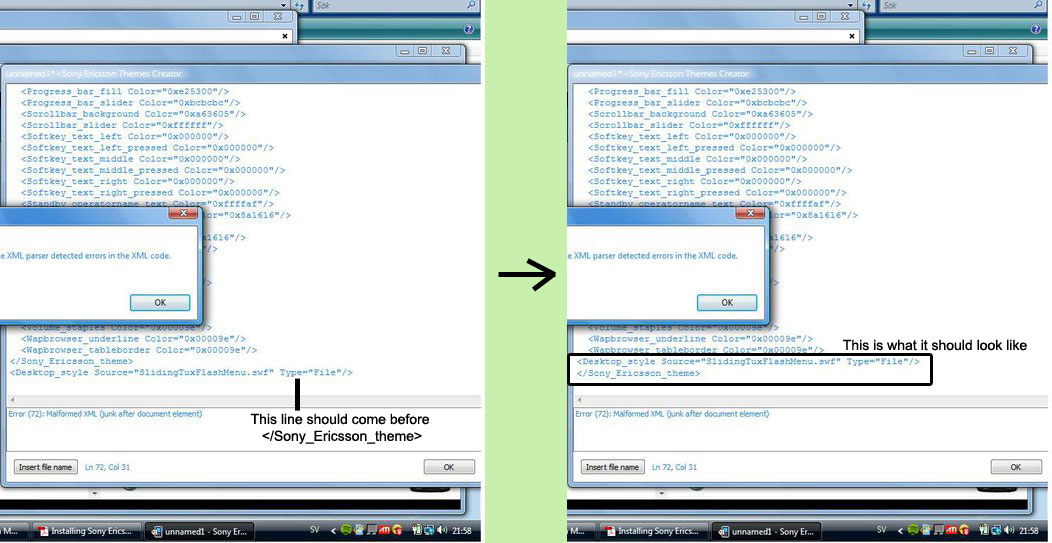 Sök
unnamed1* - Sony Ericsson Themes Creator
<Progress_bar_fill Color="0xe25300"/>
<Progress_bar_slider Color="0xbcbcbc"/>
<Scrollbar_background Color="0xa63605"/>
<Scrollbar_slider Color="0xffffff"/>
<Softkey_text_left Color="0x000000"/>
<Softkey_text_left_pressed Color="0x000000"/>
<Softkey_text_middle Color="0x000000"/>
<Softkey_text_middle_pressed Color="0x000000"/>
<Softkey_text_right Color="0x000000"/>
<Softkey_text_right_pressed Color="0x000000"/>
<Standby_operatorname_text Color="0xffffaf"/>
lor="0x8a1616"/>
a1616"/>
"/>
/>
e XML parser detected errors in the XML code.
OK
<Volume_staples Color="0x00009e"/>
<Wapbrowser_underline Color="0x00009e"/>
<Wapbrowser_tableborder Color="0x00009e"/>
</Sony_Ericsson_theme>
<Desktop_style Source="SlidingTuxFlashMenu.swf" Type="File"/>
Error (72): Malformed XML (junk after document element)
This line should come before
</Sony_Ericsson_theme>
Insert file name
Ln 72, Col 31
OK
M...
Installing Sony Erics...
unnamed1 - Sony Er...
SV
21:58
Sök
unnamed1* - Sony Ericsson Themes Creator
<Progress_bar_fill Color="0xe25300"/>
<Progress_bar_slider Color="0xbcbcbc"/>
<Scrollbar_background Color="0xa63605"/>
<Scrollbar_slider Color="0xffffff"/>
<Softkey_text_left Color="0x000000"/>
<Softkey_text_left_pressed Color="0x000000"/>
<Softkey_text_middle Color="0x000000"/>
<Softkey_text_middle_pressed Color="0x000000"/>
<Softkey_text_right Color="0x000000"/>
<Softkey_text_right_pressed Color="0x000000"/>
<Standby_operatorname_text Color="0xffffaf"/>
lor="0x8a1616"/>
a1616"/>
"/>
/>
e XML parser detected errors in the XML code.
OK
<Volume_staples Color="0x00009e"/>
<Wapbrowser_underline Color="0x00009e"/>
<Wapbrowser_tableborder Color="0x00009e"/>
This is what it should look like
<Desktop_style Source="SlidingTuxFlashMenu.swf" Type="File"/>
</Sony_Ericsson_theme>
Error (72): Malformed XML (junk after document element)
Insert file name
Ln 72, Col 31
OK
M...
Installing Sony Erics...
unnamed1 - Sony Er...
SV
21:58